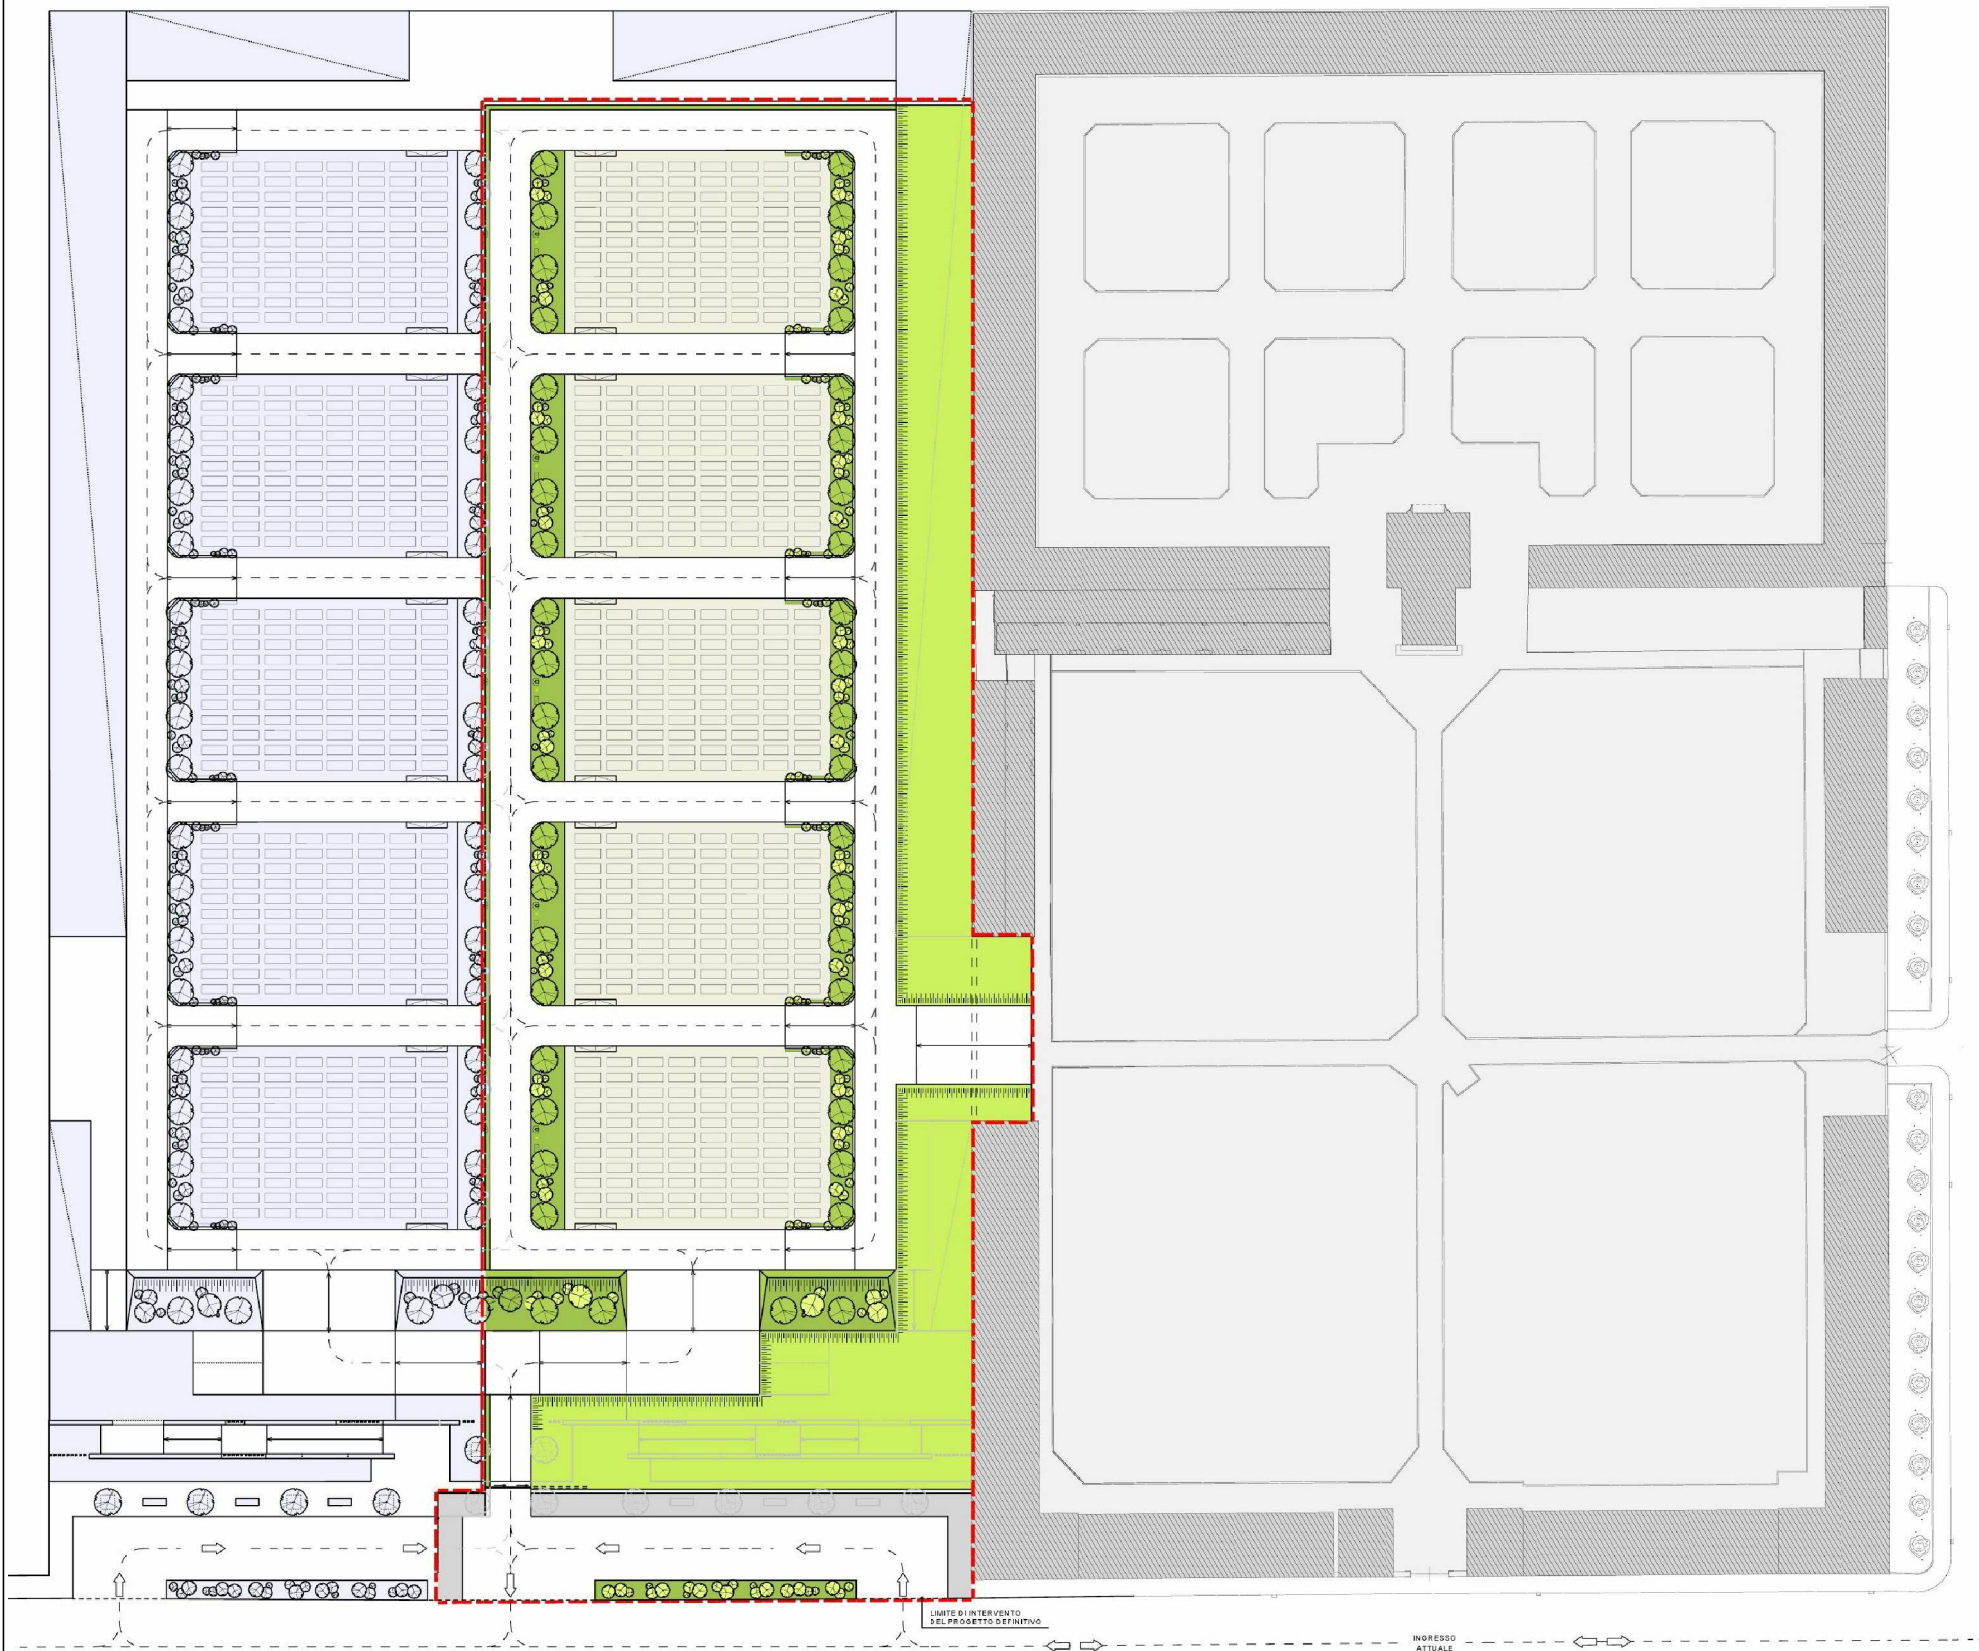 LIMITE DI INTERVENTO
DEL PROGETTO DEFINITIVO
INGRESSO
ATTUALE